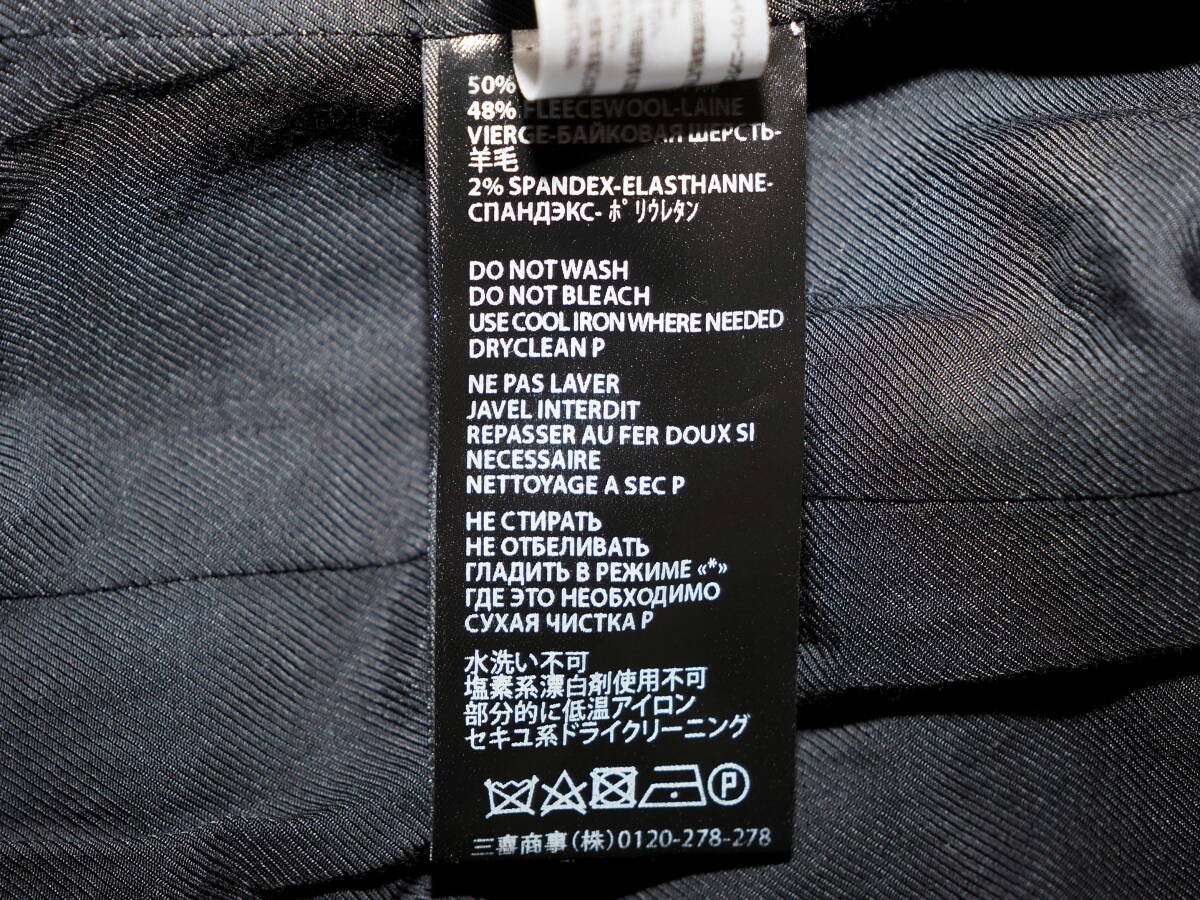 50%
48% FLEECEWOOL-LAINE
VIERGE-БАЙКОВАЯ ШЕРСТЬ-
羊毛
2% SPANDEX-ELASTHANNE-
СПАНДЭКС- ポリウレタン
DO NOT WASH
DO NOT BLEACH
USE COOL IRON WHERE NEEDED
DRYCLEAN P
NE PAS LAVER
JAVEL INTERDIT
REPASSER AU FER DOUX SI
NECESSAIRE
NETTOYAGE A SEC P
НЕ СТИРАТЬ
НЕ ОТБЕЛИВАТЬ
ГЛАДИТЬ В РЕЖИМЕ «*»
ГДЕ ЭТО НЕОБХОДИМО
СУХАЯ ЧИСТКА P
水洗い不可
塩素系漂白剤使用不可
部分的に低温アイロン
セキユ系ドライクリーニング
P
三喜商事(株)0120-278-278